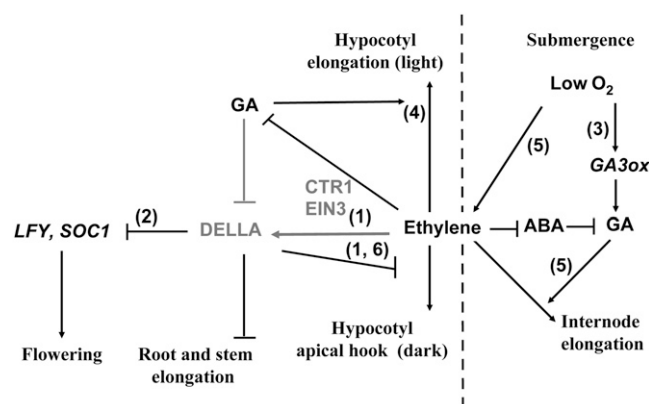 Hypocotyl
elongation (light)
Submergence
Low O₂
GA
(4)
(5)
(3)
GA3ox
CTR1
EIN3
(1)
LFY, SOC1
(2)
DELLA
Ethylene
ABA
GA
(1, 6)
(5)
Flowering
Root and stem
elongation
Hypocotyl
apical hook (dark)
Internode
elongation